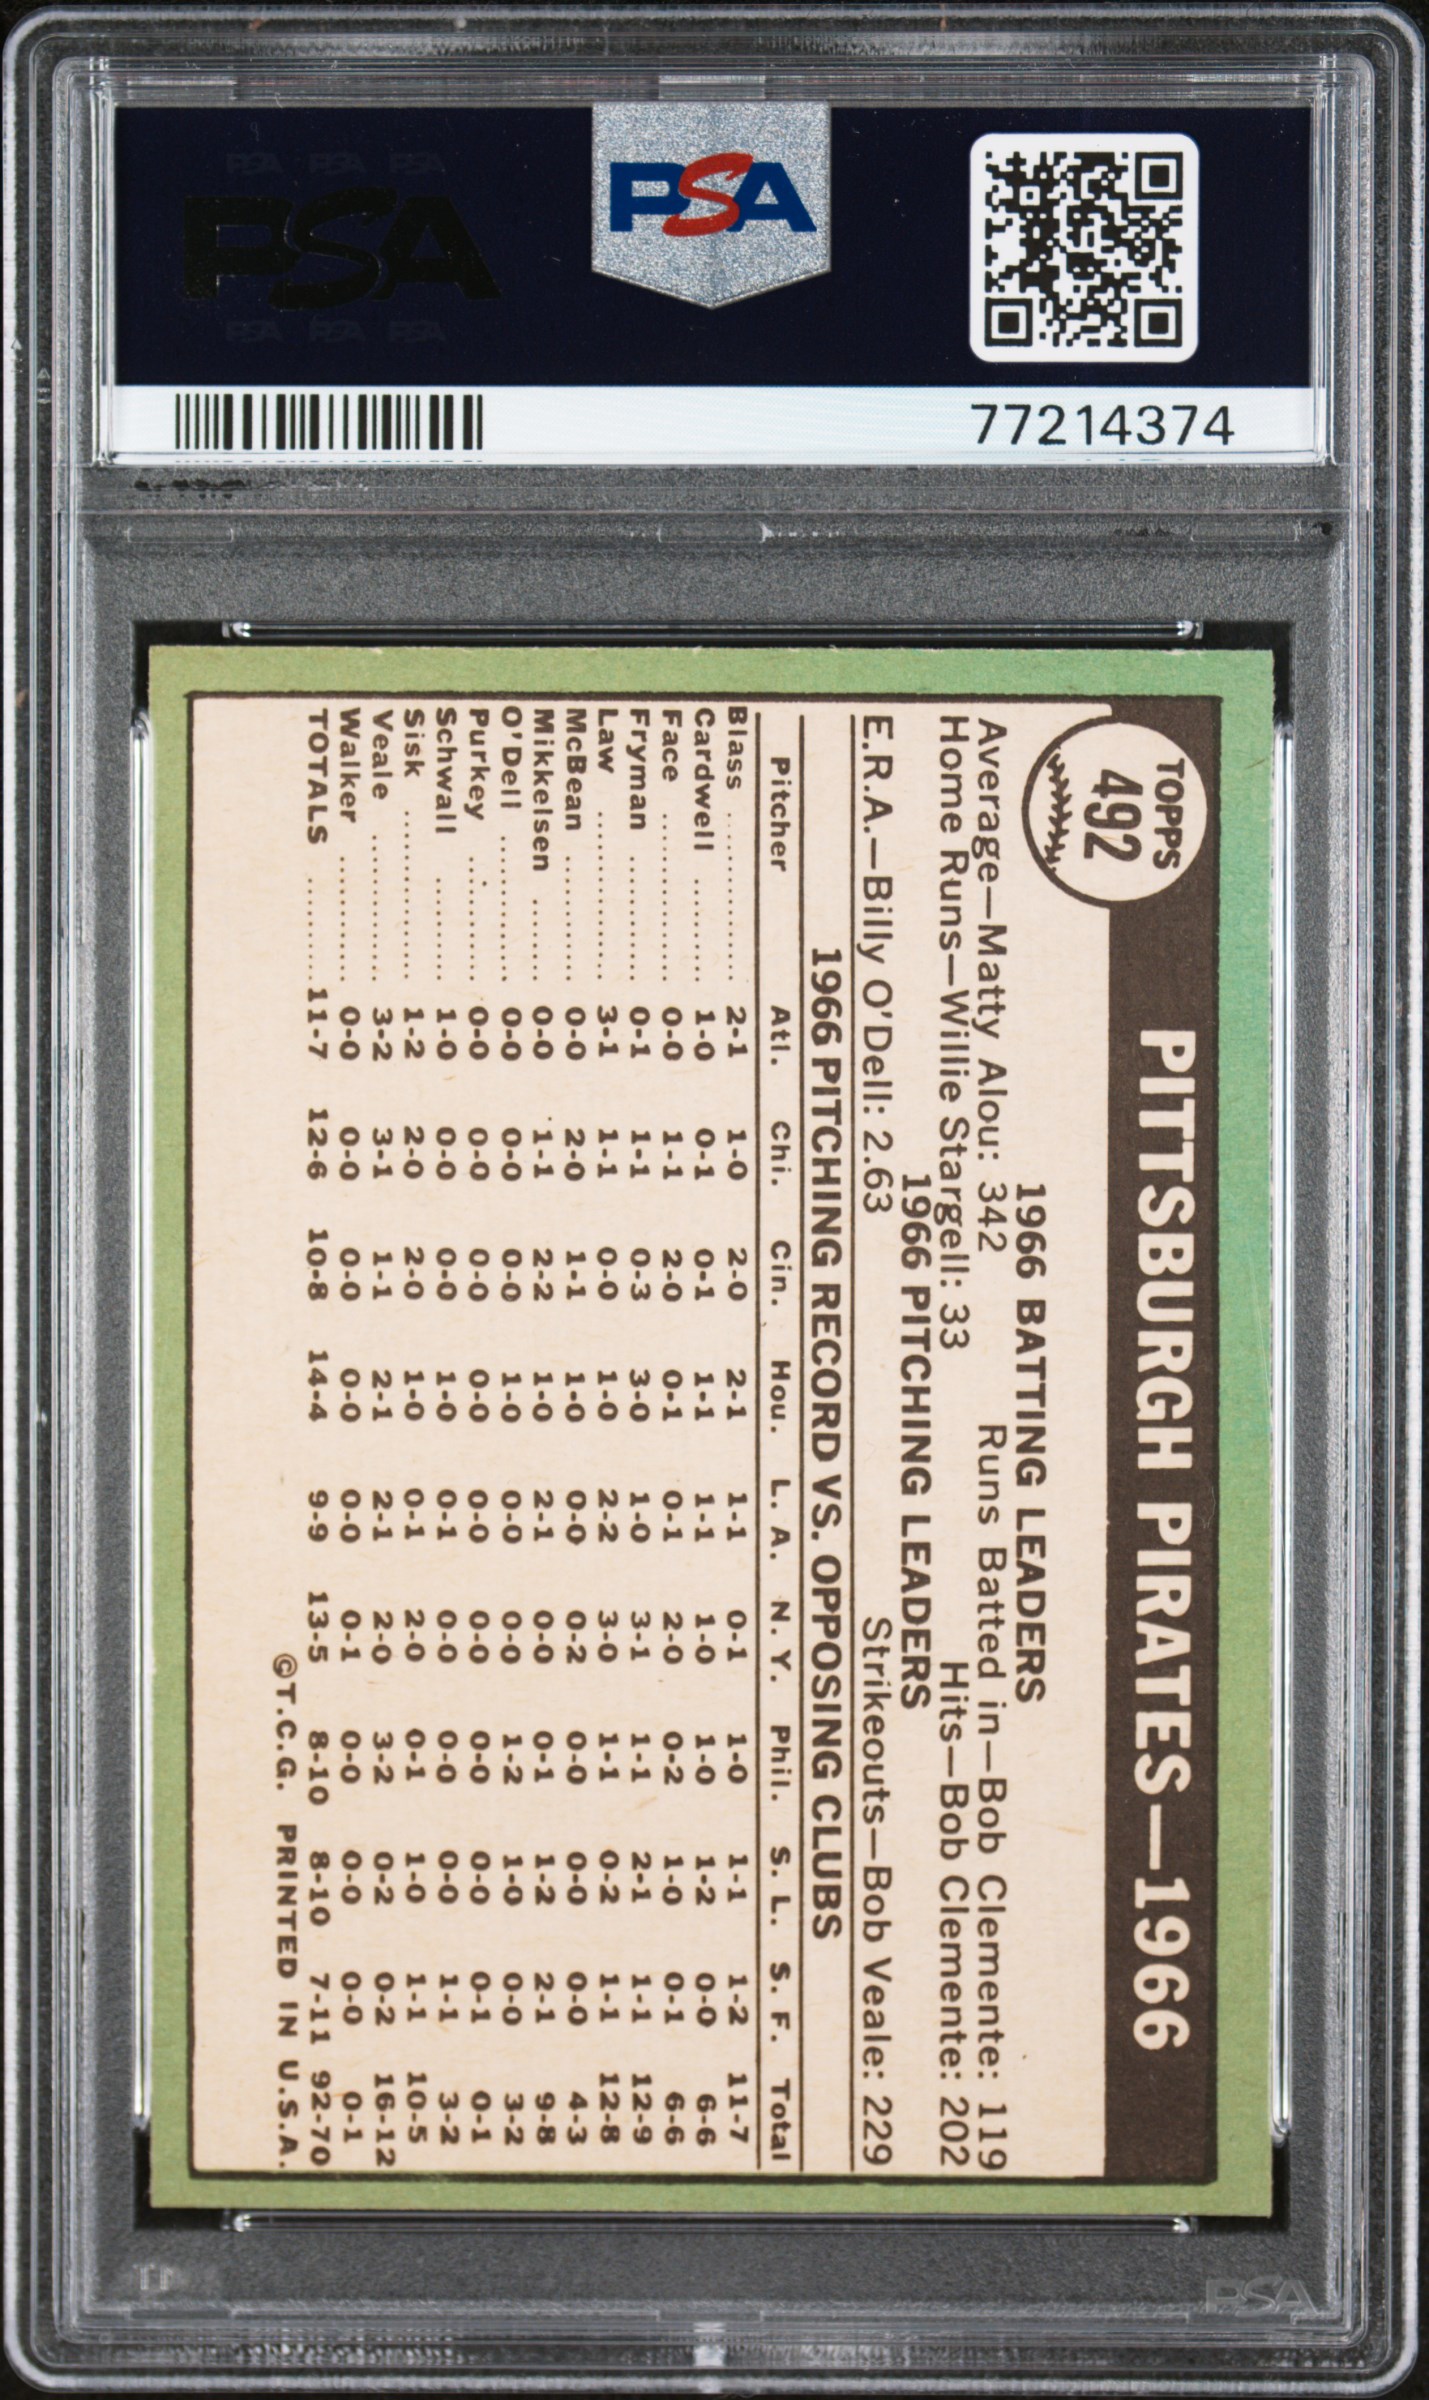 PSA PSA PSA
PSA
PSA PSA PSA
PSA
77214374
TOPPS
492
PITTSBURGH PIRATES—1966
1966 BATTING LEADERS
Average—Matty Alou: 342 Runs Batted in—Bob Clemente: 119
Home Runs—Willie Stargell: 33 Hits—Bob Clemente: 202
1966 PITCHING LEADERS
E.R.A.—Billy O'Dell: 2.63 Strikeouts—Bob Veale: 229
1966 PITCHING RECORD VS. OPPOSING CLUBS
Pitcher Atl. Chi. Cin. Hou. L. A. N. Y. Phil. S. L. S. F. Total
Blass .............. 2-1 1-0 2-0 2-1 1-1 0-1 1-0 1-1 1-2 11-7
Cardwell ......... 1-0 0-1 0-1 1-1 1-1 1-0 1-0 1-2 0-0 6-6
Face .............. 0-0 1-1 2-0 0-1 0-1 2-0 0-2 1-0 0-1 6-6
Fryman ........... 0-1 1-1 0-3 3-0 1-0 3-1 1-1 2-1 1-1 12-9
Law .............. 3-1 1-1 0-0 1-0 2-2 3-0 1-1 0-2 1-1 12-8
McBean ........... 0-0 2-0 1-1 1-0 0-0 0-2 0-0 0-0 0-0 4-3
Mikkelsen ........ 0-0 1-1 2-2 1-0 2-1 0-0 0-1 1-2 2-1 9-8
O'Dell ............ 0-0 0-0 0-0 1-0 0-0 0-0 1-2 1-0 0-0 3-2
Purkey ........... 0-0 0-0 0-0 0-0 0-0 0-0 0-0 0-0 0-1 0-1
Schwall .......... 1-0 0-0 0-0 1-0 0-1 0-0 0-0 0-0 1-1 3-2
Sisk .............. 1-2 2-0 2-0 1-0 0-1 2-0 0-1 1-0 1-1 10-5
Veale ............. 3-2 3-1 1-1 2-1 2-1 2-0 3-2 0-2 0-2 16-12
Walker ........... 0-0 0-0 0-0 0-0 0-0 0-1 0-0 0-0 0-0 0-1
TOTALS ......... 11-7 12-6 10-8 14-4 9-9 13-5 8-10 8-10 7-11 92-70
©T.C.G. PRINTED IN U.S.A.
PSA